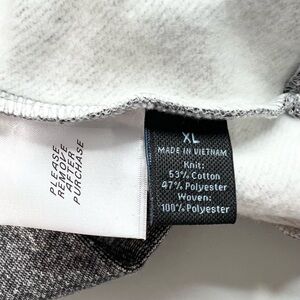 PLEASE
REMOVE
AFTER
PURCHASE
XL
MADE IN VIETNAM
Knit:
53% Cotton
47% Polyester
Woven:
100% Polyester